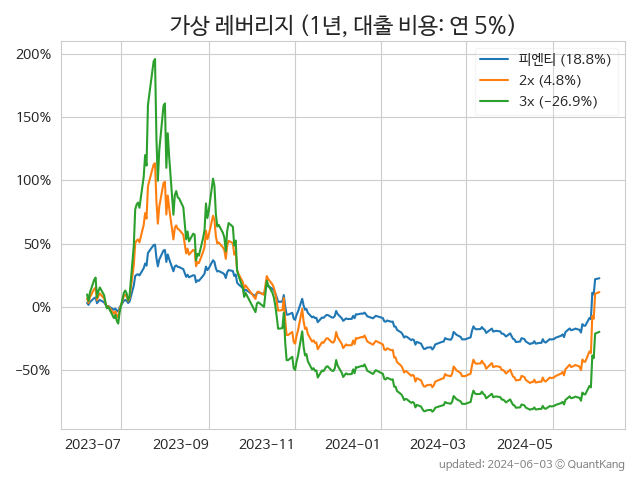 가상 레버리지 (1년, 대출 비용: 연 5%)
피엔티 (18.8%)
2x (4.8%)
3x (−26.9%)
200%
150%
100%
50%
0%
−50%
2023-07
2023-09
2023-11
2024-01
2024-03
2024-05
updated: 2024-06-03 © QuantKang